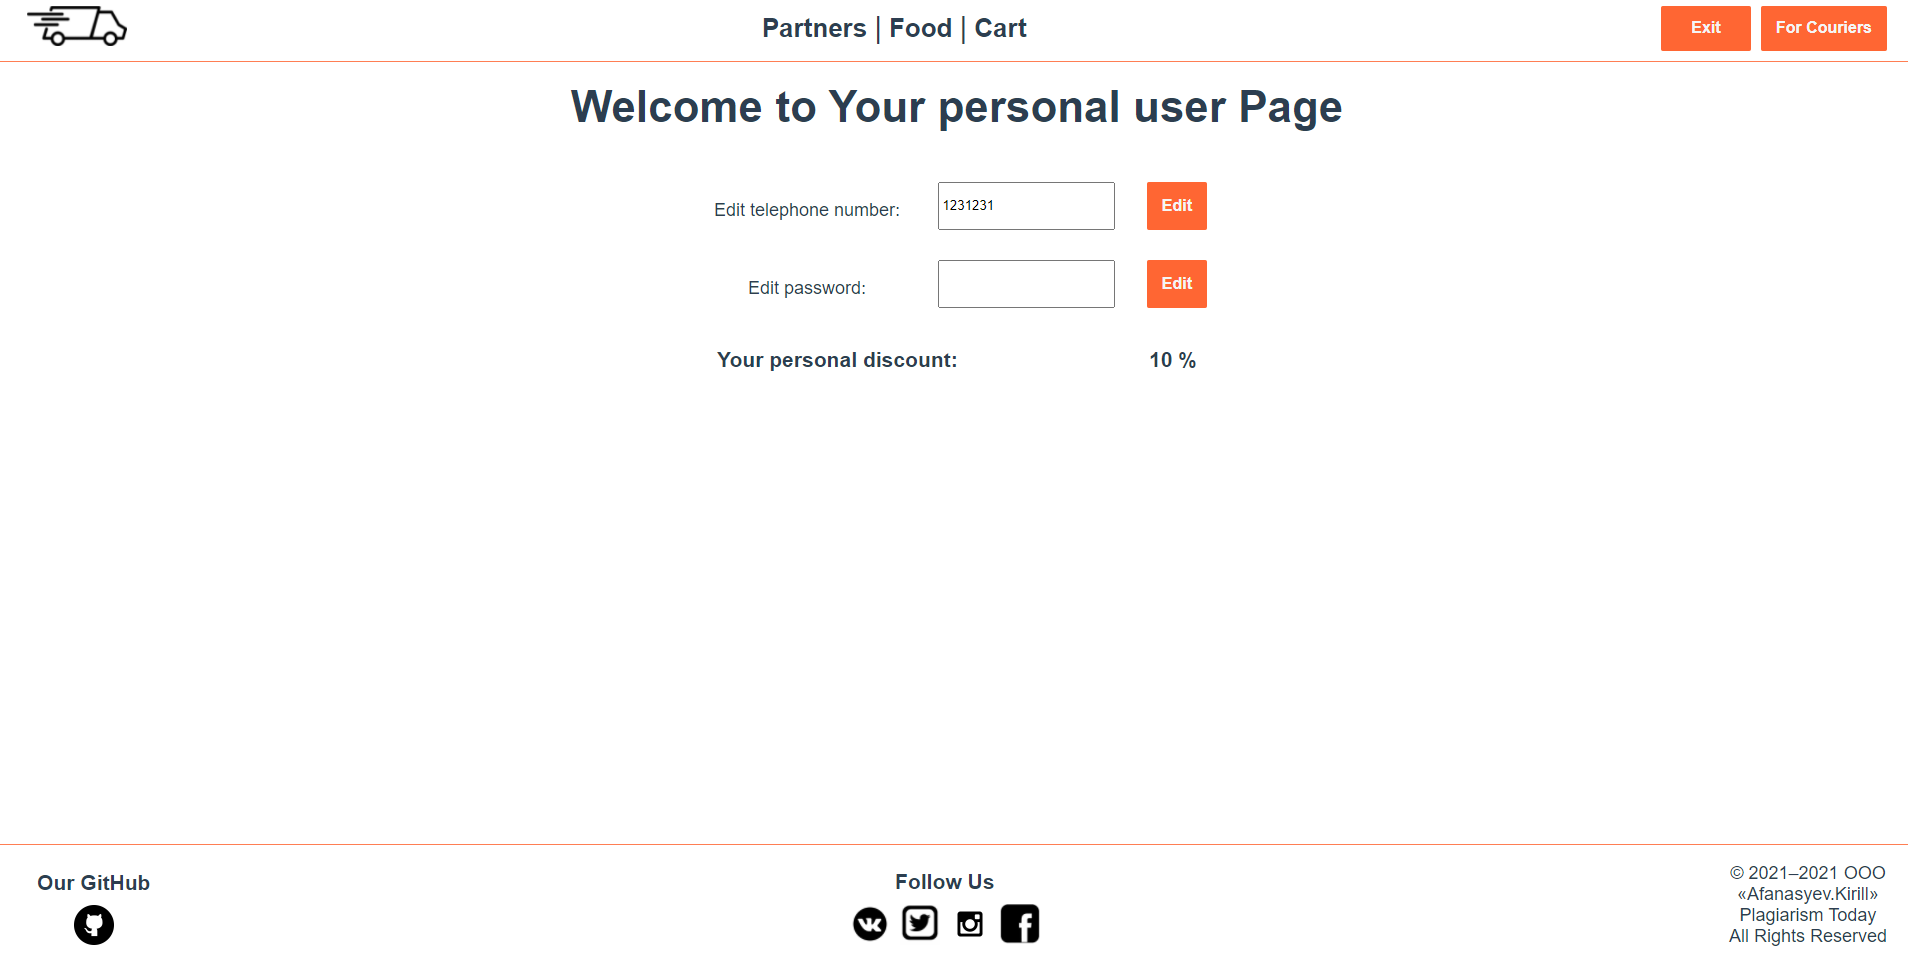 Partners | Food | Cart
Exit
For Couriers
Welcome to Your personal user Page
Edit telephone number:
1231231
Edit
Edit password:
Edit
Your personal discount:
10 %
Our GitHub
Follow Us
© 2021–2021 ООО
«Afanasyev.Kirill»
Plagiarism Today
All Rights Reserved